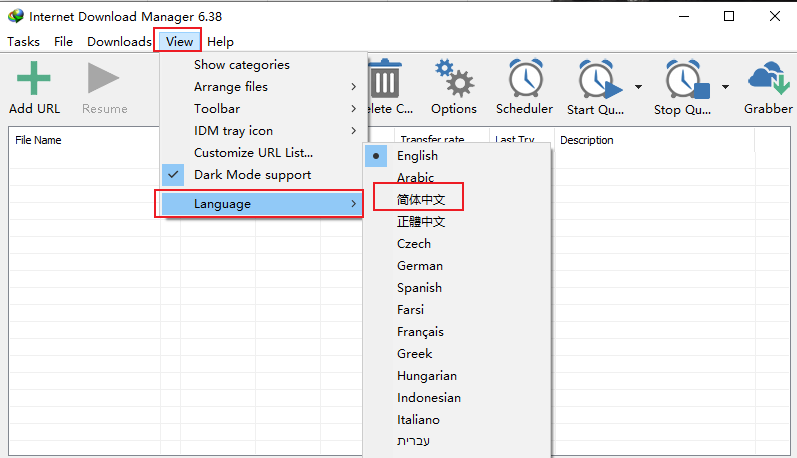 Internet Download Manager 6.38
Tasks File Downloads View Help
Add URL
Resume
elete C...
Options
Scheduler
Start Qu...
Stop Qu...
Grabber
File Name
Transfer rate
Last Try
Description
Show categories
Arrange files
Toolbar
IDM tray icon
Customize URL List...
Dark Mode support
Language
English
Arabic
简体中文
正體中文
Czech
German
Spanish
Farsi
Français
Greek
Hungarian
Indonesian
Italiano
עברית